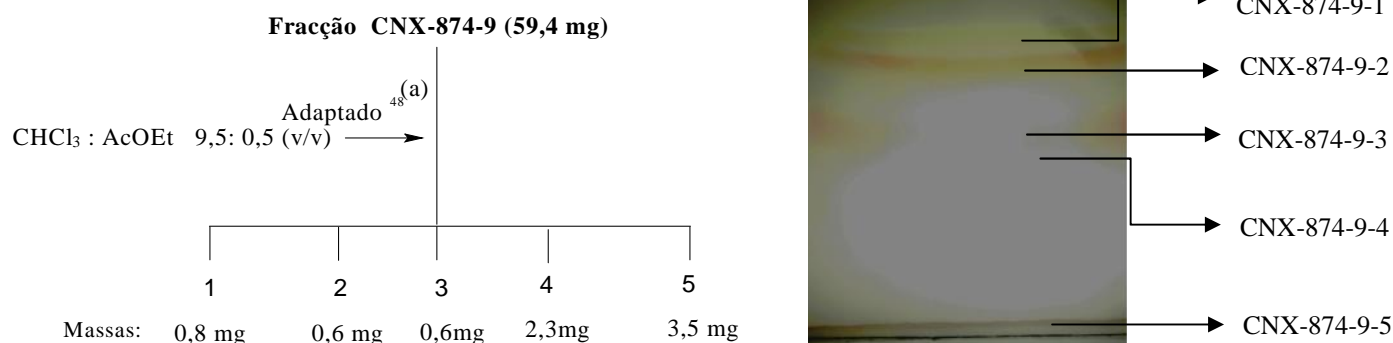 Fracção CNX-874-9 (59,4 mg)
Adaptado 48(a)
CHCl3 : AcOEt 9,5: 0,5 (v/v)
1 2 3 4 5
Massas: 0,8 mg 0,6 mg 0,6mg 2,3mg 3,5 mg
CNX-874-9-1
CNX-874-9-2
CNX-874-9-3
CNX-874-9-4
CNX-874-9-5